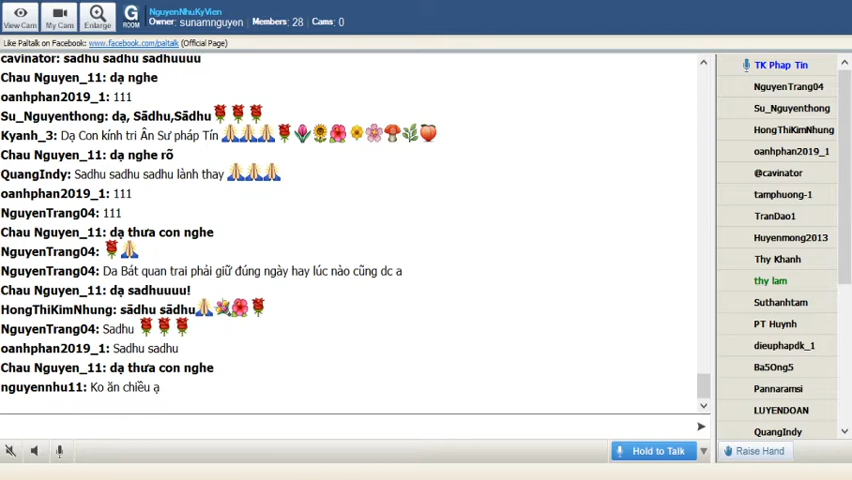 NguyenNhuKyVien
Owner: sunamnguyen Members: 28 Cams: 0
View Cam My Cam Enlarge G ROOM
Like Paltalk on Facebook: www.facebook.com/paltalk (Official Page)
cavinator: sadhu sadhu sadhuuuu
Chau Nguyen_11: dạ nghe
oanhphan2019_1: 111
Su_Nguyenthong: dạ, Sādhu,Sādhu
Kyanh_3: Dạ Con kính tri Ân Sư pháp Tín
Chau Nguyen_11: dạ nghe rõ
QuangIndy: Sadhu sadhu sadhu lành thay
oanhphan2019_1: 111
NguyenTrang04: 111
Chau Nguyen_11: dạ thưa con nghe
NguyenTrang04:
NguyenTrang04: Da Bát quan trai phải giữ đúng ngày hay lúc nào cũng dc a
Chau Nguyen_11: dạ sadhuuuu!
HongThiKimNhung: sādhu sādhu
NguyenTrang04: Sadhu
oanhphan2019_1: Sadhu sadhu
Chau Nguyen_11: dạ thưa con nghe
nguyennhu11: Ko ăn chiều ạ
Hold to Talk
TK Phap Tin
NguyenTrang04
Su_Nguyenthong
HongThiKimNhung
oanhphan2019_1
@cavinator
tamphuong-1
TranDao1
Huyenmong2013
Thy Khanh
thy lam
Suthanhtam
PT Huynh
dieuphapdk_1
Ba5Ong5
Pannaramsi
LUYENDOAN
QuangIndy
Raise Hand